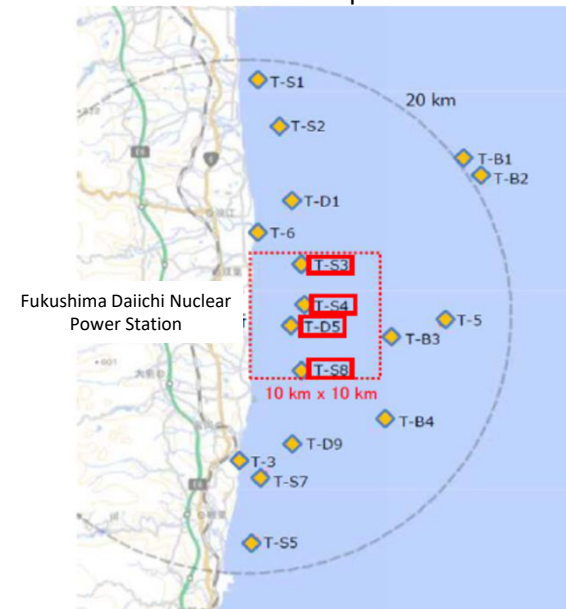 T-S1
20 km
T-S2
T-B1
T-B2
T-D1
T-6
T-S3
Fukushima Daiichi Nuclear
Power Station
T-S4
T-D5
T-5
T-B3
T-S8
10 km x 10 km
T-B4
T-D9
T-3
T-S7
T-S5